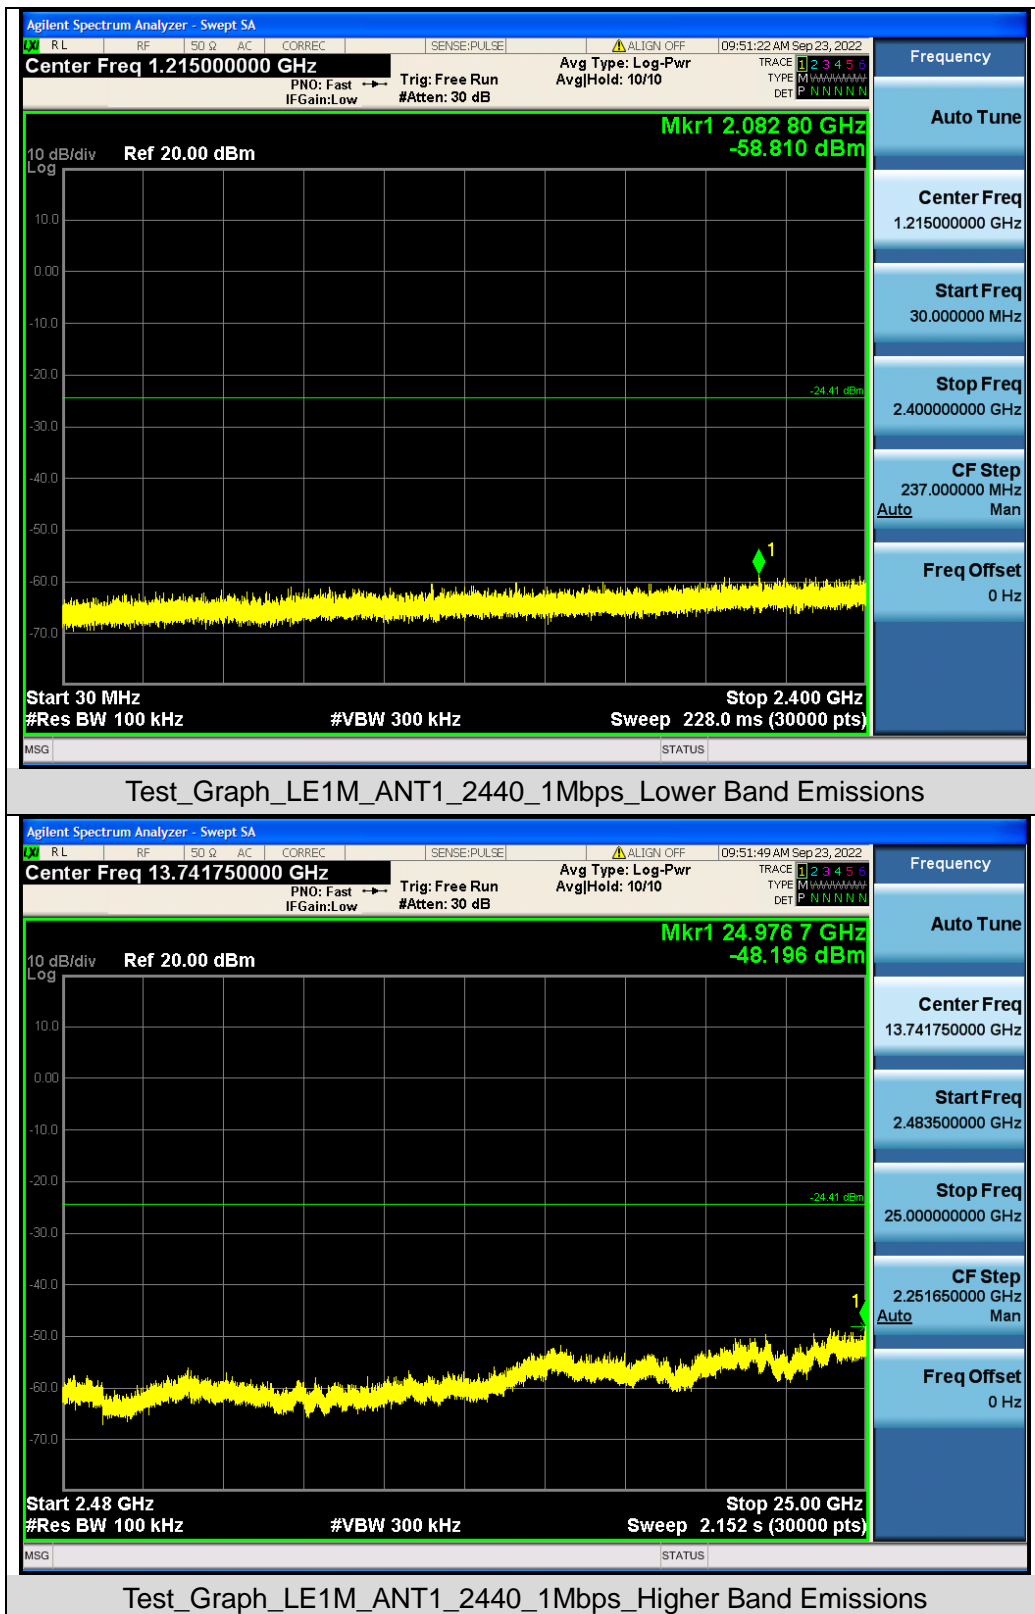 Agilent Spectrum Analyzer - Swept SA
LXI RL RF 50 Ω AC CORREC SENSE:PULSE ALIGN OFF 09:51:22 AM Sep 23, 2022
Center Freq 1.215000000 GHz
PNO: Fast
IFGain:Low
Trig: Free Run
#Atten: 30 dB
Avg Type: Log-Pwr
Avg|Hold: 10/10
TRACE 1 2 3 4 5 6
TYPE M
DET P N N N N N
Mkr1 2.082 80 GHz
-58.810 dBm
10 dB/div Ref 20.00 dBm
Log
10.0
0.00
-10.0
-20.0
-24.41 dBm
-30.0
-40.0
-50.0
1
-60.0
-70.0
Start 30 MHz Stop 2.400 GHz
#Res BW 100 kHz #VBW 300 kHz Sweep 228.0 ms (30000 pts)
MSG STATUS
Frequency
Auto Tune
Center Freq
1.215000000 GHz
Start Freq
30.000000 MHz
Stop Freq
2.400000000 GHz
CF Step
237.000000 MHz
Auto Man
Freq Offset
0 Hz
Test_Graph_LE1M_ANT1_2440_1Mbps_Lower Band Emissions
Agilent Spectrum Analyzer - Swept SA
LXI RL RF 50 Ω AC CORREC SENSE:PULSE ALIGN OFF 09:51:49 AM Sep 23, 2022
Center Freq 13.741750000 GHz
PNO: Fast
IFGain:Low
Trig: Free Run
#Atten: 30 dB
Avg Type: Log-Pwr
Avg|Hold: 10/10
TRACE 1 2 3 4 5 6
TYPE M
DET P N N N N N
Mkr1 24.976 7 GHz
-48.196 dBm
10 dB/div Ref 20.00 dBm
Log
10.0
0.00
-10.0
-20.0
-24.41 dBm
-30.0
-40.0
1
-50.0
-60.0
-70.0
Start 2.48 GHz Stop 25.00 GHz
#Res BW 100 kHz #VBW 300 kHz Sweep 2.152 s (30000 pts)
MSG STATUS
Frequency
Auto Tune
Center Freq
13.741750000 GHz
Start Freq
2.483500000 GHz
Stop Freq
25.000000000 GHz
CF Step
2.251650000 GHz
Auto Man
Freq Offset
0 Hz
Test_Graph_LE1M_ANT1_2440_1Mbps_Higher Band Emissions